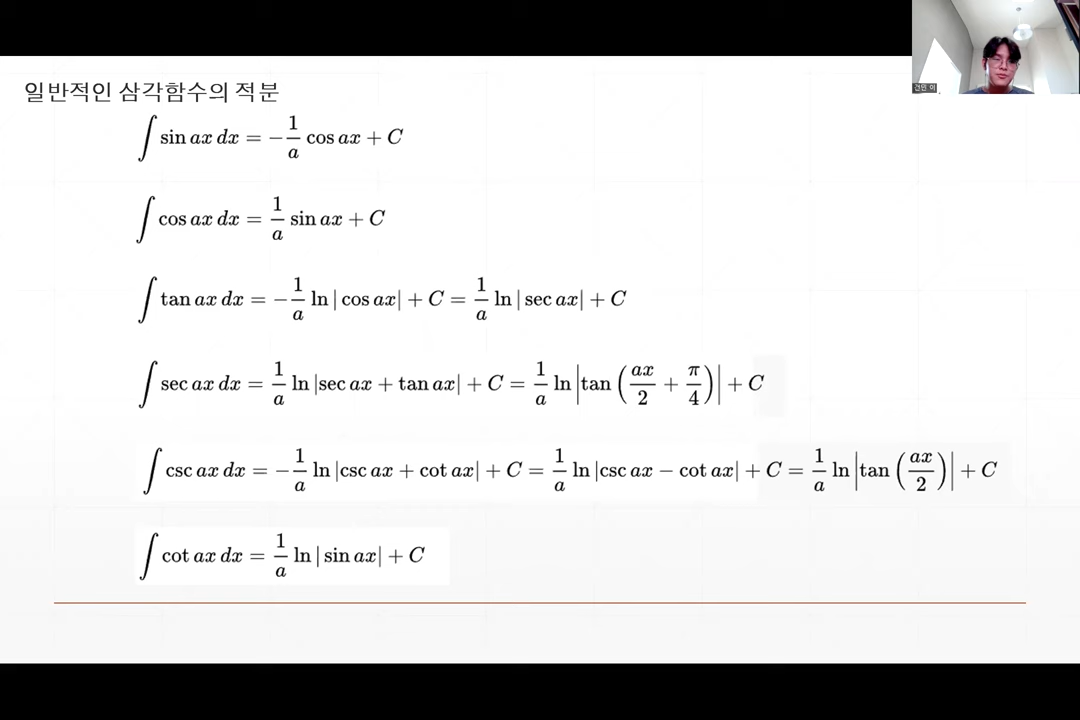 일반적인 삼각함수의 적분
건민 이
∫ sin ax dx = −1/a cos ax + C
∫ cos ax dx = 1/a sin ax + C
∫ tan ax dx = −1/a ln|cos ax| + C = 1/a ln|sec ax| + C
∫ sec ax dx = 1/a ln|sec ax + tan ax| + C = 1/a ln|tan(ax/2 + π/4)| + C
∫ csc ax dx = −1/a ln|csc ax + cot ax| + C = 1/a ln|csc ax − cot ax| + C = 1/a ln|tan(ax/2)| + C
∫ cot ax dx = 1/a ln|sin ax| + C